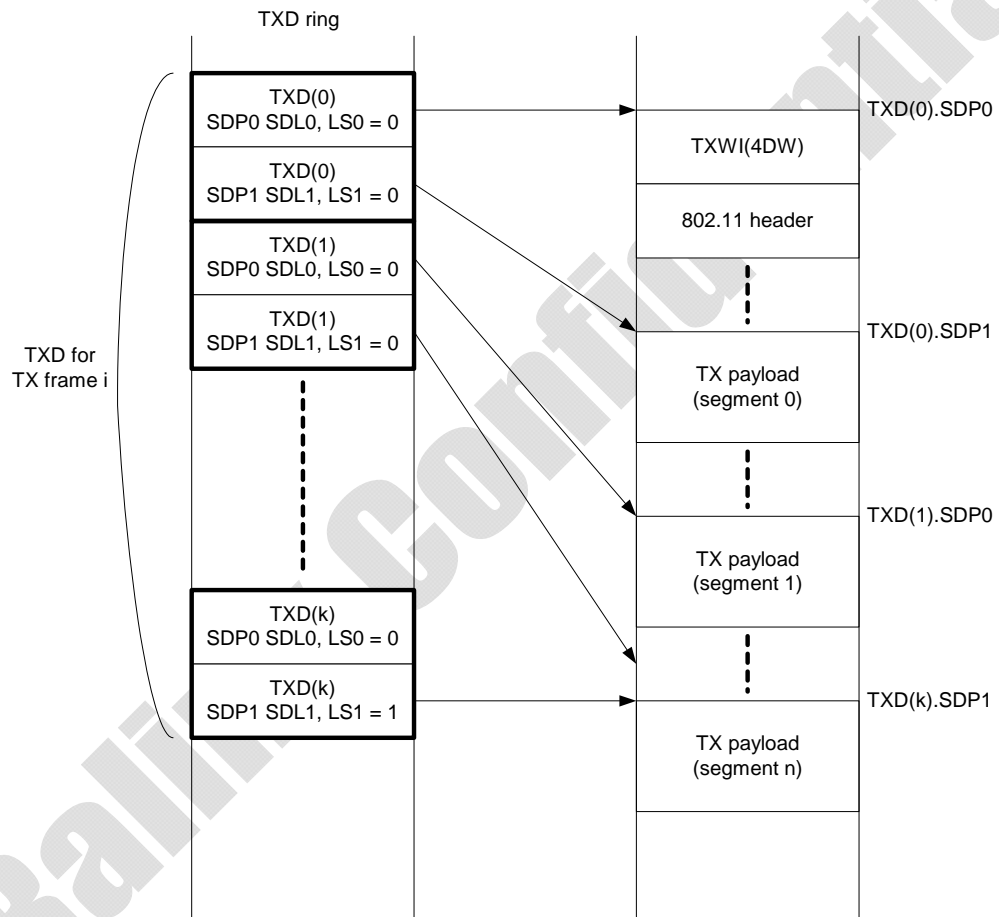 TXD ring
TXD(0)
SDP0 SDL0, LS0 = 0
TXD(0)
SDP1 SDL1, LS1 = 0
TXD(1)
SDP0 SDL0, LS0 = 0
TXD(1)
SDP1 SDL1, LS1 = 0
TXD for
TX frame i
TXD(k)
SDP0 SDL0, LS0 = 0
TXD(k)
SDP1 SDL1, LS1 = 1
TXWI(4DW)
802.11 header
TX payload
(segment 0)
TX payload
(segment 1)
TX payload
(segment n)
TXD(0).SDP0
TXD(0).SDP1
TXD(1).SDP0
TXD(k).SDP1
Ralink Confidential